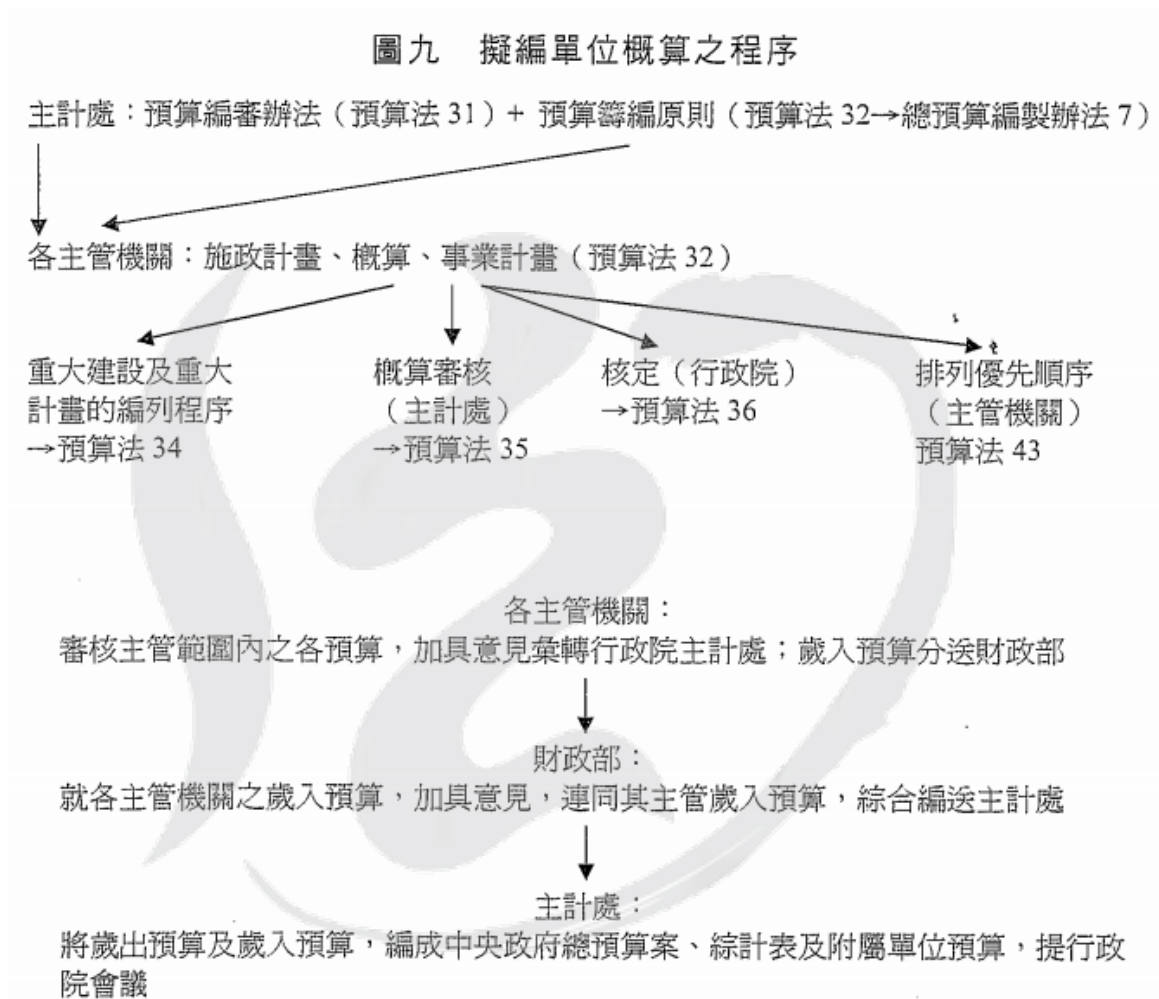 圖九　擬編單位概算之程序
主計處：預算編審辦法（預算法 31）+ 預算籌編原則（預算法 32→總預算編製辦法 7）
各主管機關：施政計畫、概算、事業計畫（預算法 32）
重大建設及重大
計畫的編列程序
→預算法 34
概算審核
（主計處）
→預算法 35
核定（行政院）
→預算法 36
排列優先順序
（主管機關）
預算法 43
各主管機關：
審核主管範圍內之各預算，加具意見彙轉行政院主計處；歲入預算分送財政部
財政部：
就各主管機關之歲入預算，加具意見，連同其主管歲入預算，綜合編送主計處
主計處：
將歲出預算及歲入預算，編成中央政府總預算案、綜計表及附屬單位預算，提行政
院會議